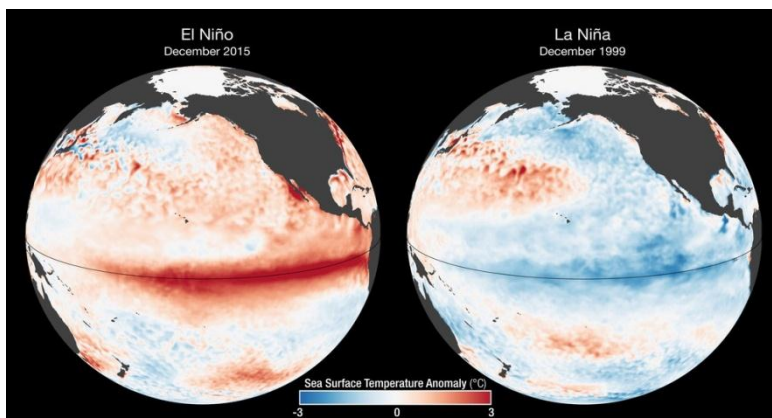 El Niño
December 2015
La Niña
December 1999
Sea Surface Temperature Anomaly (°C)
-3 0 3